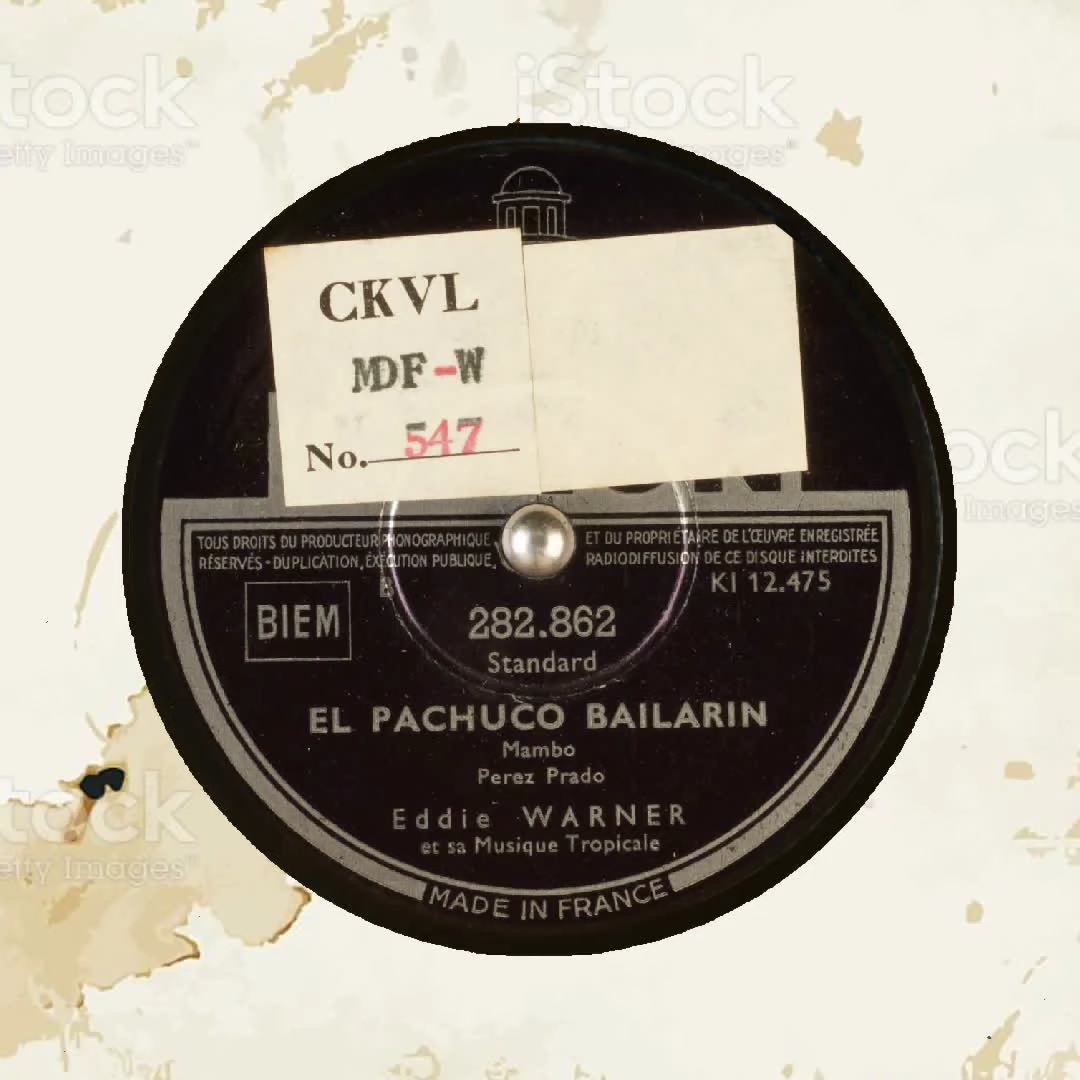 iStock
Getty Images™
CKVL
MDF-W
No. 547
TOUS DROITS DU PRODUCTEUR PHONOGRAPHIQUE ET DU PROPRIÉTAIRE DE L'ŒUVRE ENREGISTRÉE
RÉSERVÉS - DUPLICATION, EXÉCUTION PUBLIQUE, RADIODIFFUSION DE CE DISQUE INTERDITES
BIEM
B
KI 12.475
282.862
Standard
EL PACHUCO BAILARIN
Mambo
Perez Prado
Eddie WARNER
et sa Musique Tropicale
MADE IN FRANCE